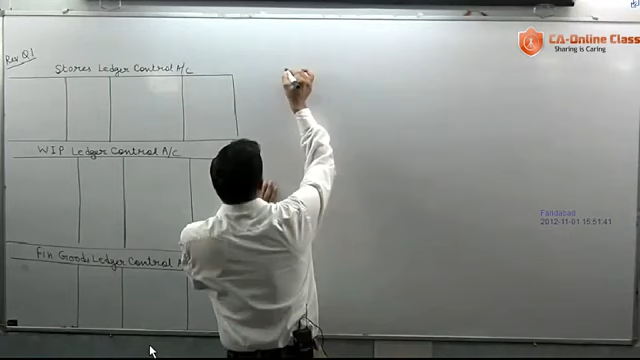 Rev Q1
Stores Ledger Control A/C
WIP Ledger Control A/C
Fin Goods Ledger Control A
CA-Online Class
Sharing is Caring
Faridabad
2012-11-01 15:51:41